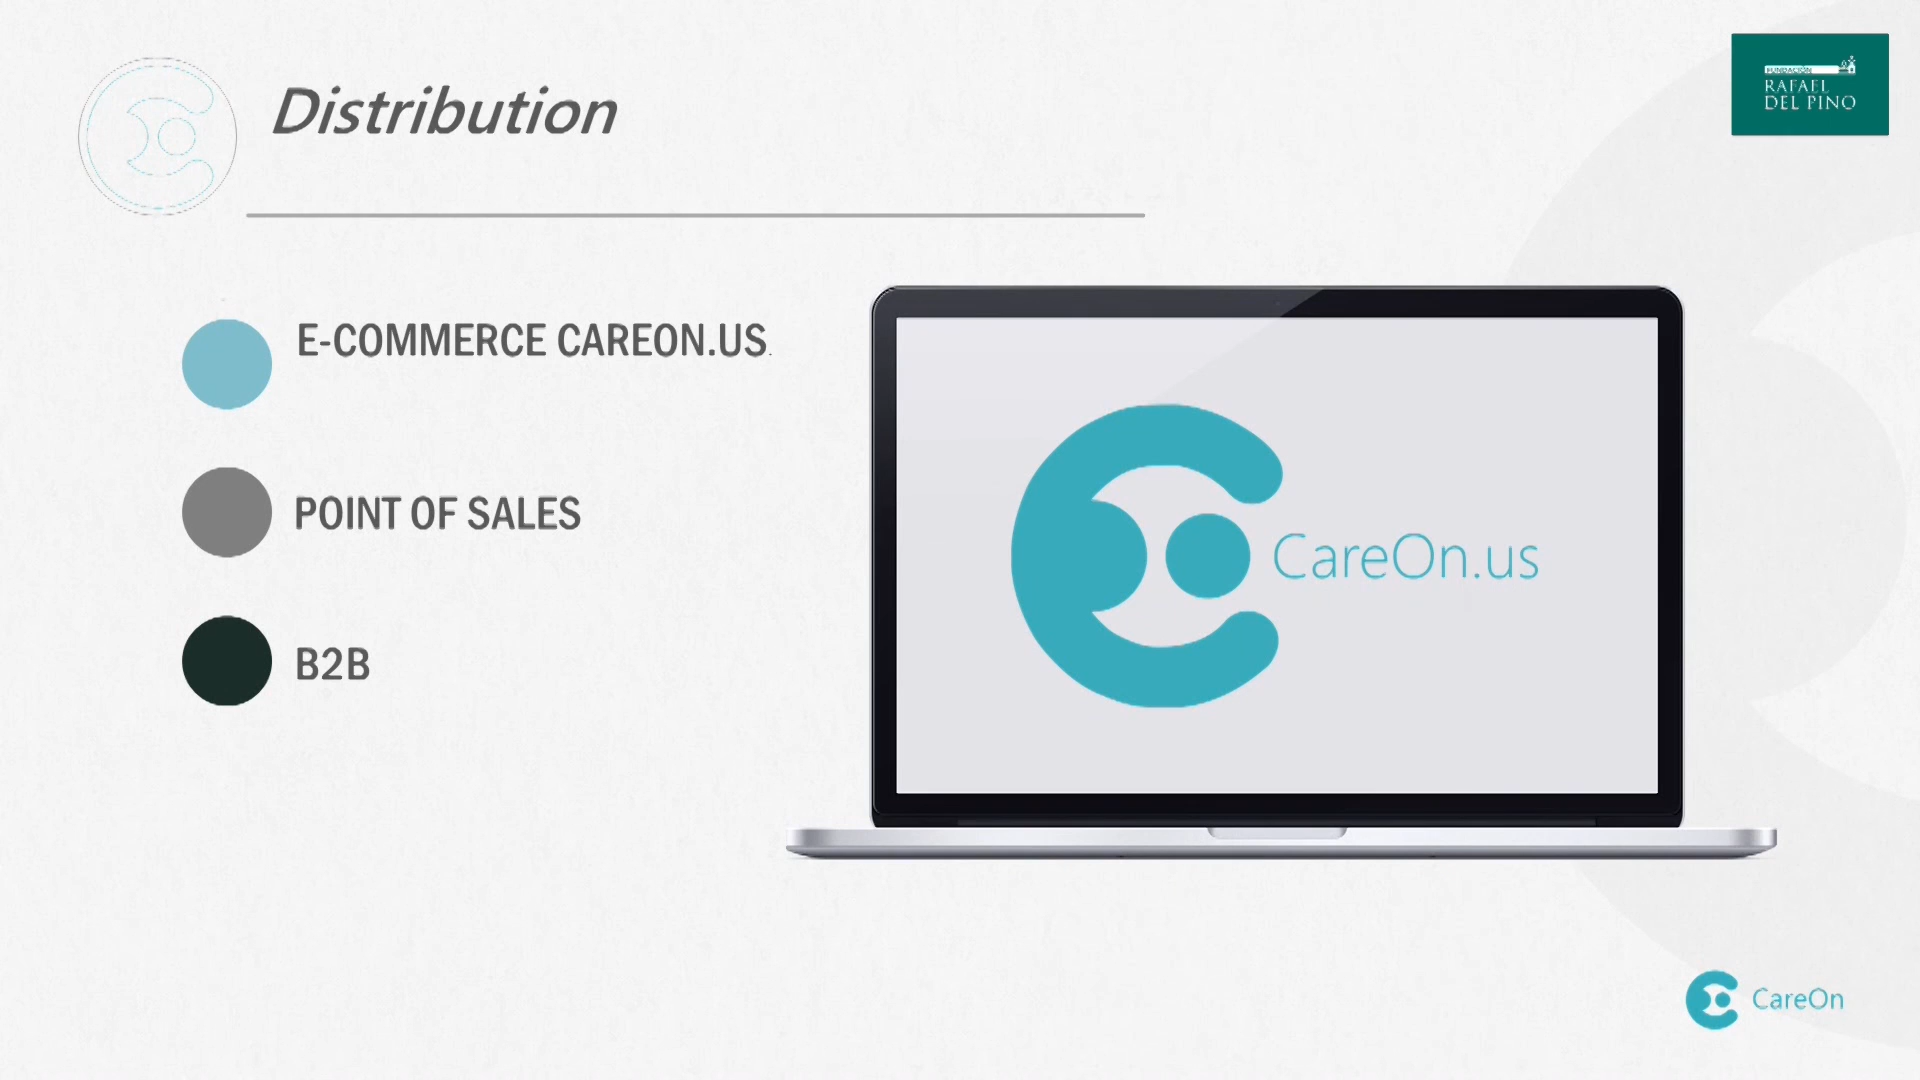 Distribution
FUNDACIÓN
RAFAEL
DEL PINO
E-COMMERCE CAREON.US.
POINT OF SALES
B2B
CareOn.us
CareOn